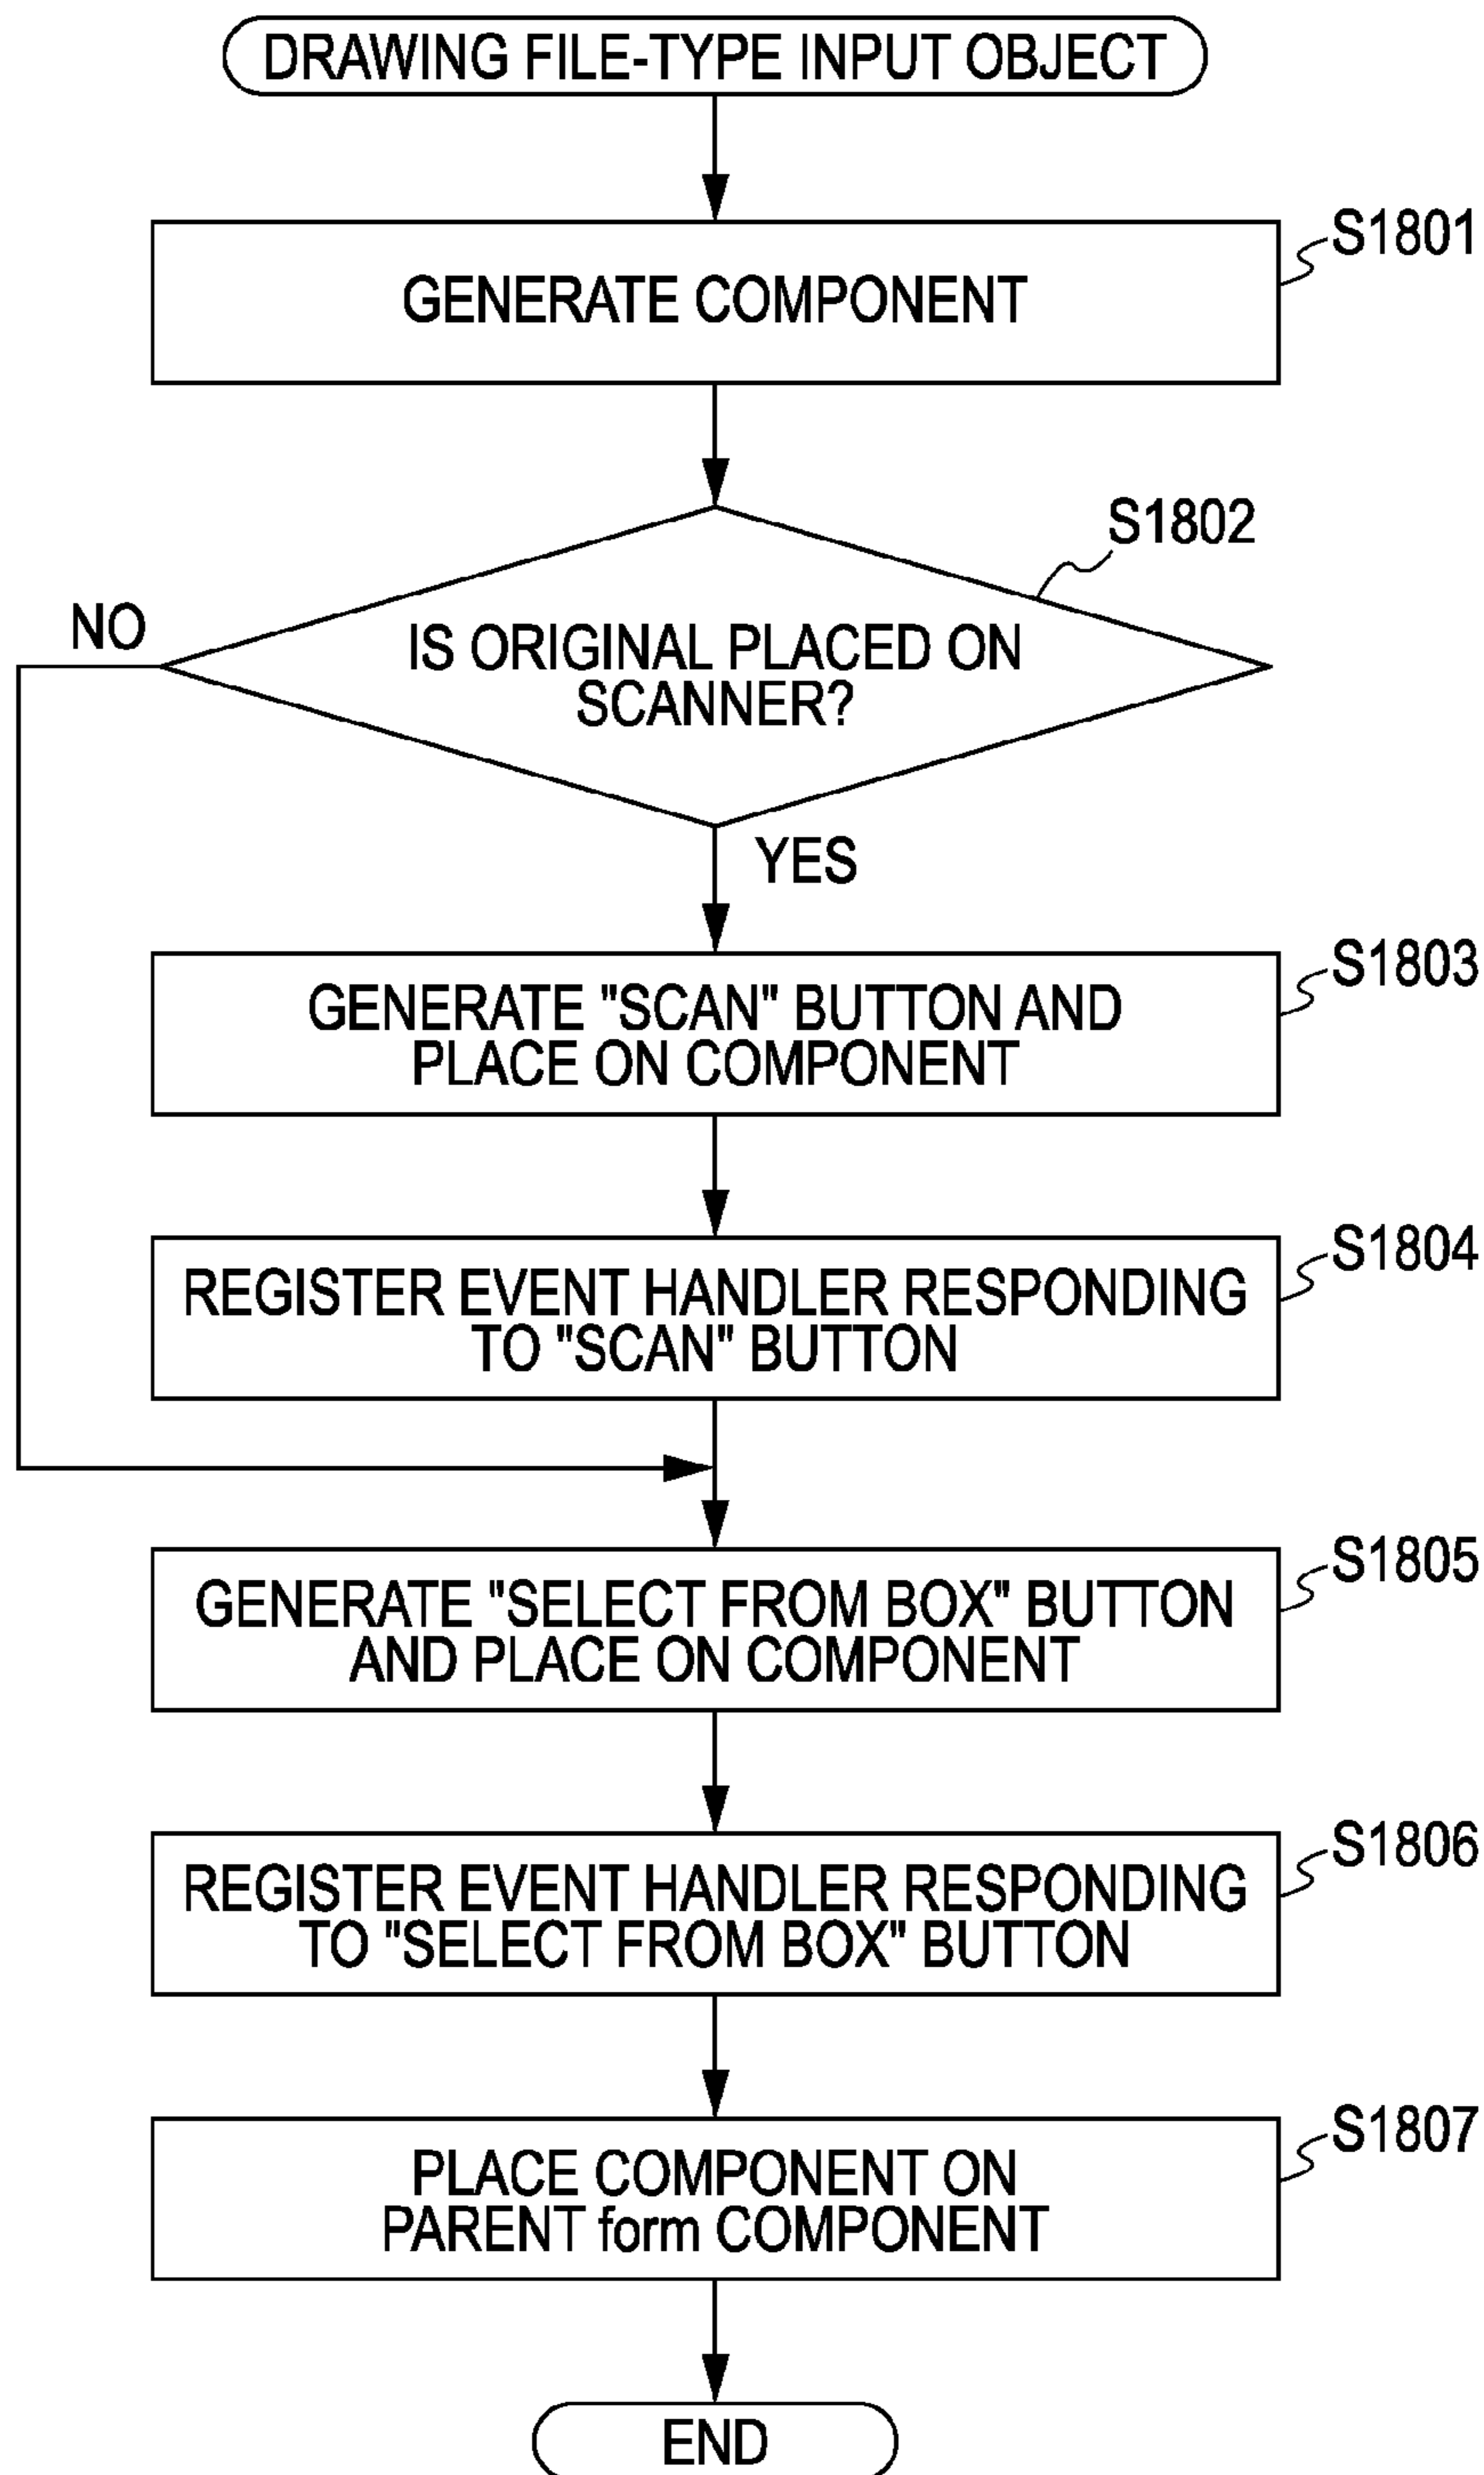 DRAWING FILE-TYPE INPUT OBJECT
S1801
GENERATE COMPONENT
S1802
NO
IS ORIGINAL PLACED ON
SCANNER?
YES
S1803
GENERATE "SCAN" BUTTON AND
PLACE ON COMPONENT
S1804
REGISTER EVENT HANDLER RESPONDING
TO "SCAN" BUTTON
S1805
GENERATE "SELECT FROM BOX" BUTTON
AND PLACE ON COMPONENT
S1806
REGISTER EVENT HANDLER RESPONDING
TO "SELECT FROM BOX" BUTTON
S1807
PLACE COMPONENT ON
PARENT form COMPONENT
END